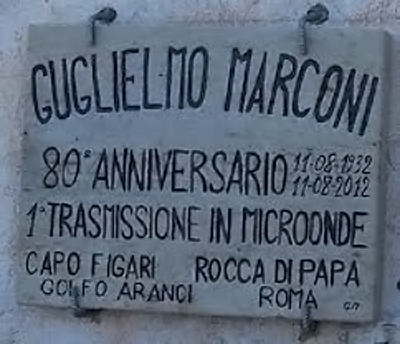 GUGLIELMO MARCONI
80° ANNIVERSARIO 11-08-1932
11-08-2012
1ª TRASMISSIONE IN MICROONDE
CAPO FIGARI ROCCA DI PAPA
GOLFO ARANCI ROMA